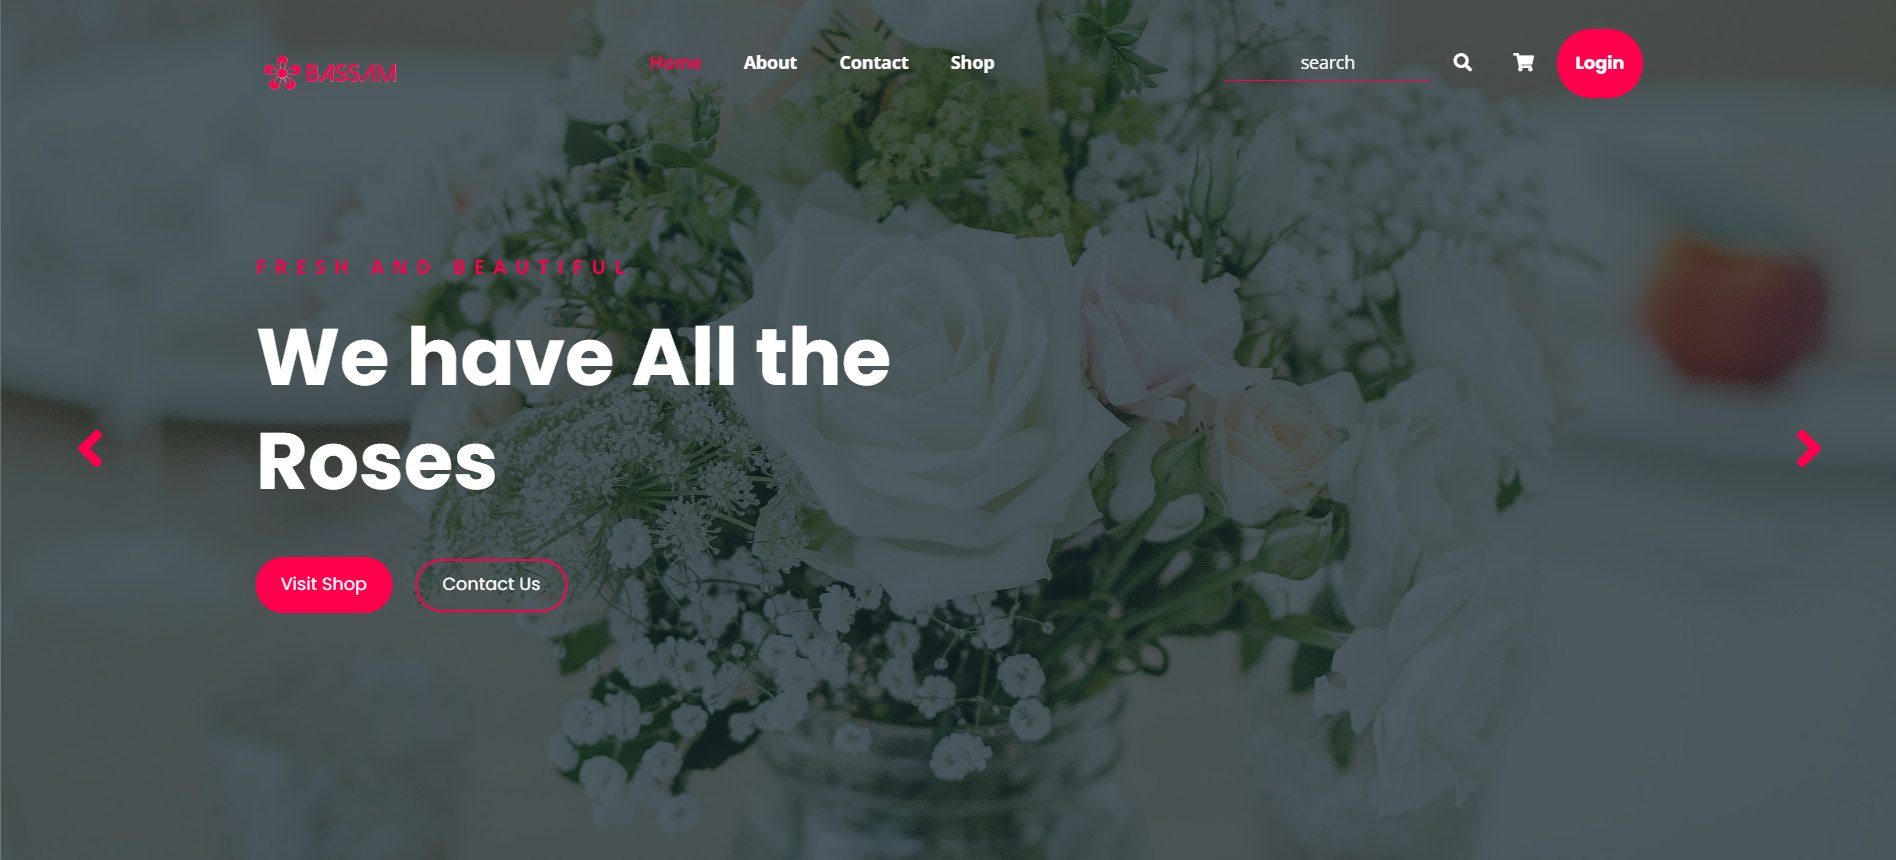 BASSAM
Home About Contact Shop search Login
FRESH AND BEAUTIFUL
We have All the
Roses
Visit Shop Contact Us